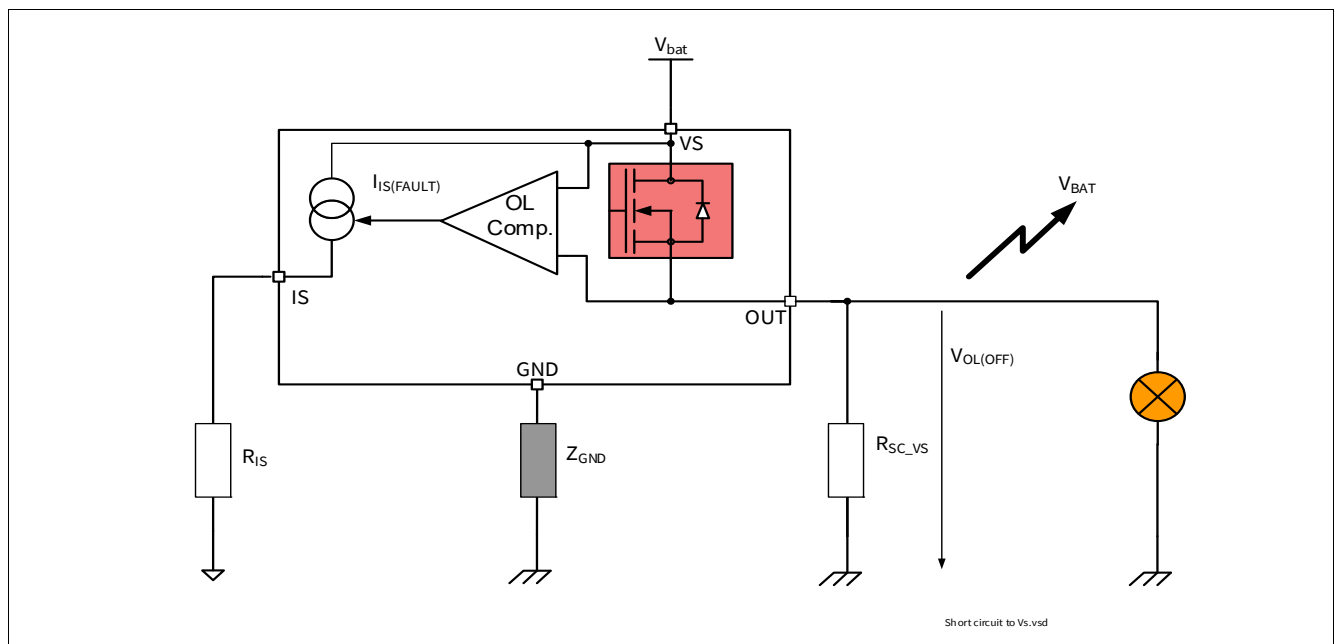 Vbat
VS
IIS(FAULT)
OL
Comp.
VBAT
IS
OUT
VOL(OFF)
GND
RIS
ZGND
RSC_VS
Short circuit to Vs.vsd